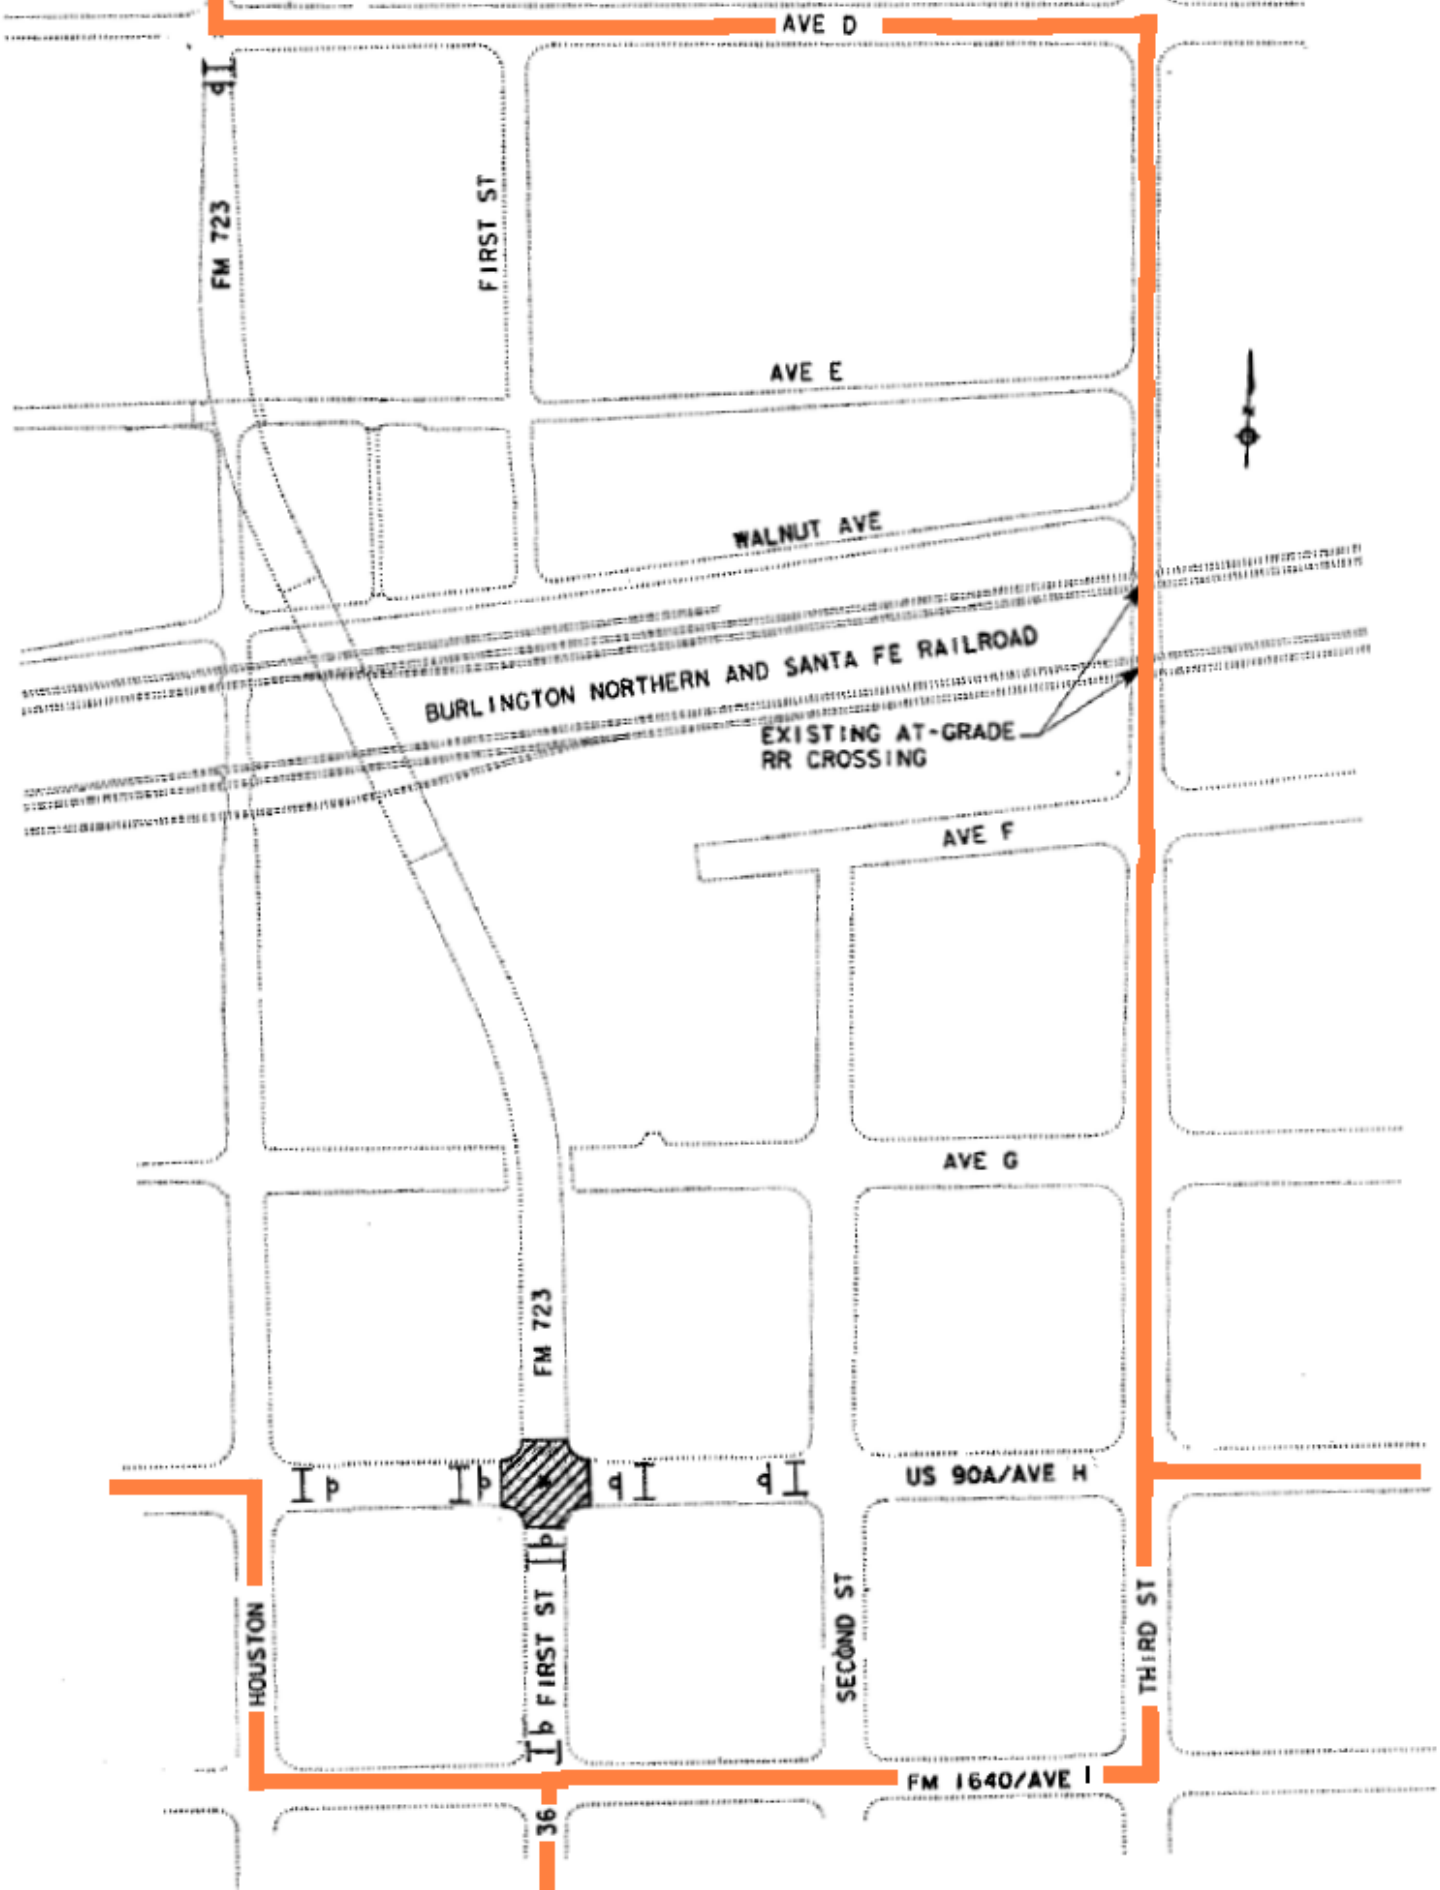 AVE D
FM 723
FIRST ST
AVE E
N
WALNUT AVE
BURLINGTON NORTHERN AND SANTA FE RAILROAD
EXISTING AT-GRADE
RR CROSSING
AVE F
AVE G
FM 723
US 90A/AVE H
HOUSTON
FIRST ST
SECOND ST
THIRD ST
FM 1640/AVE I
36